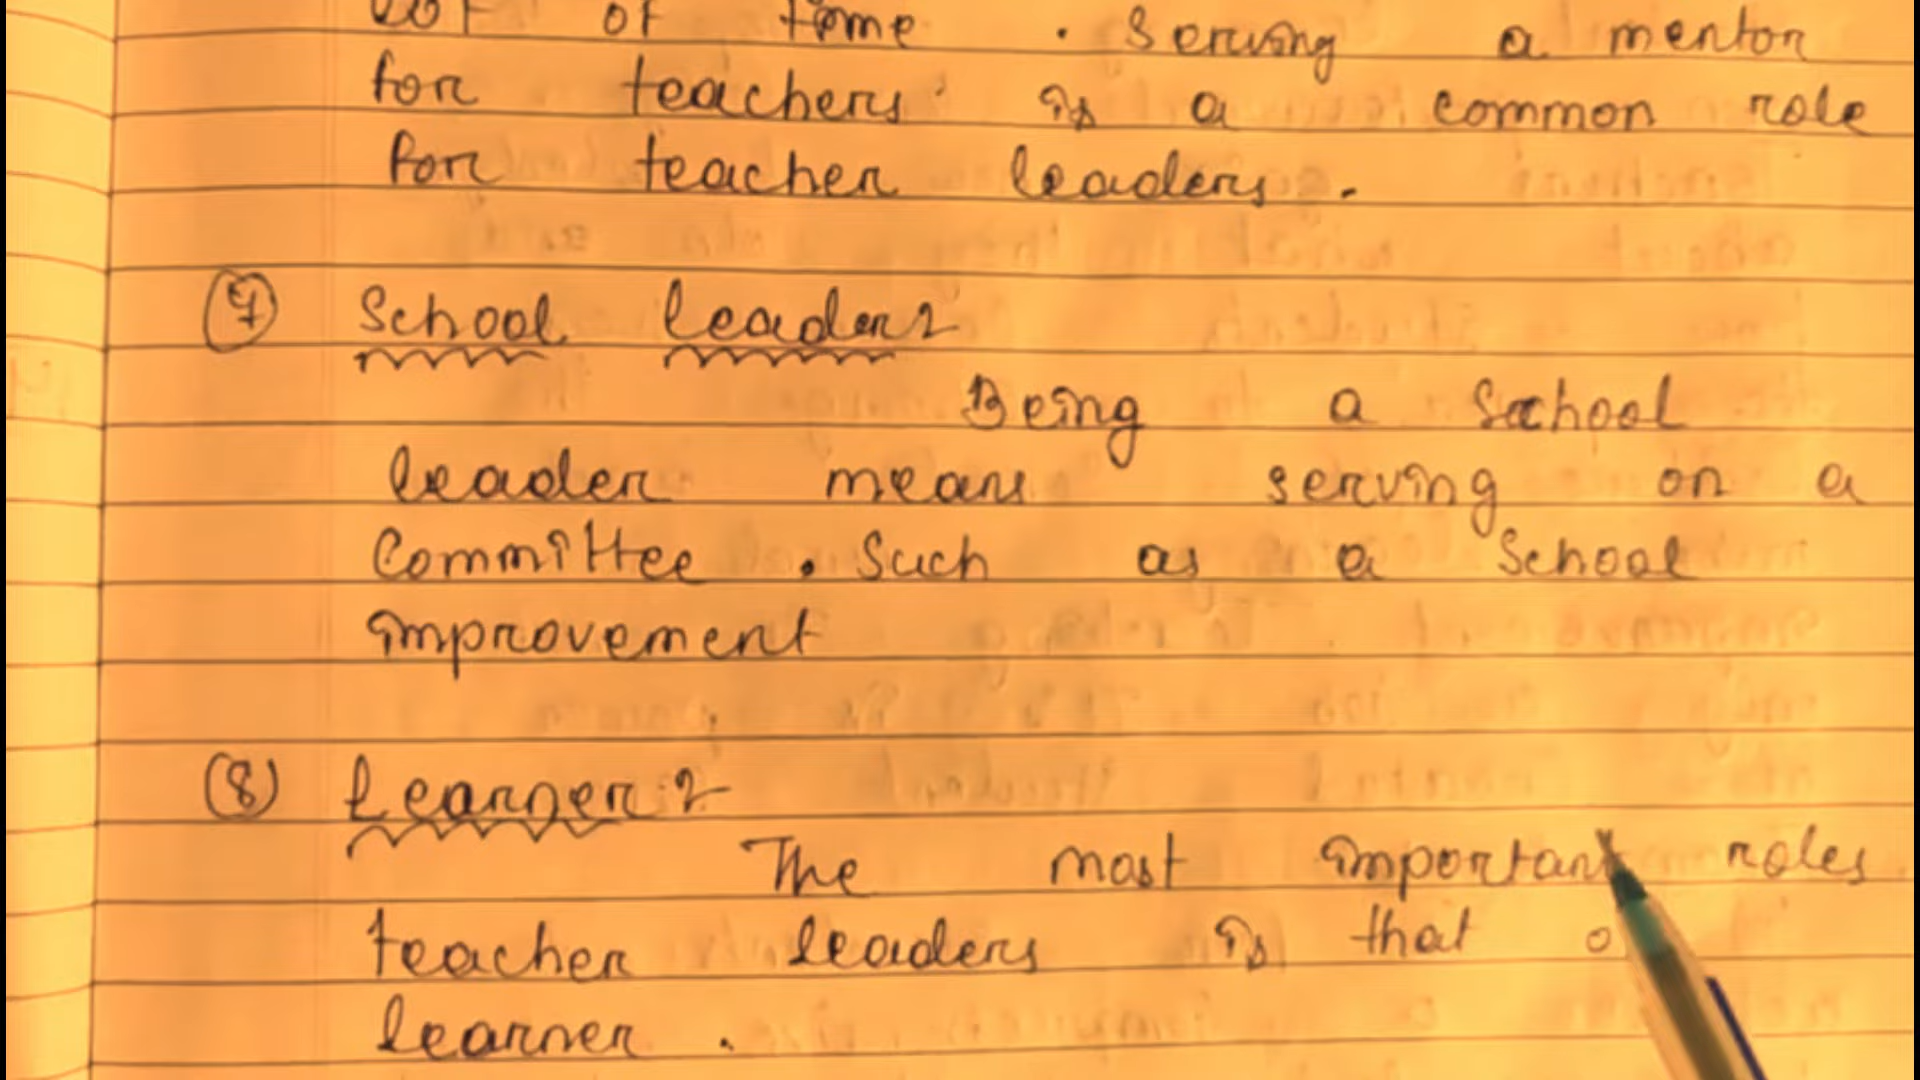 lot of time . Serving a mentor
for teachers is a common role
for teacher leaders .
7 School leader :-
Being a School
leader means serving on a
Committee . Such as a School
improvement
(8) Learner :-
The most important roles
teacher leaders is that
learner .